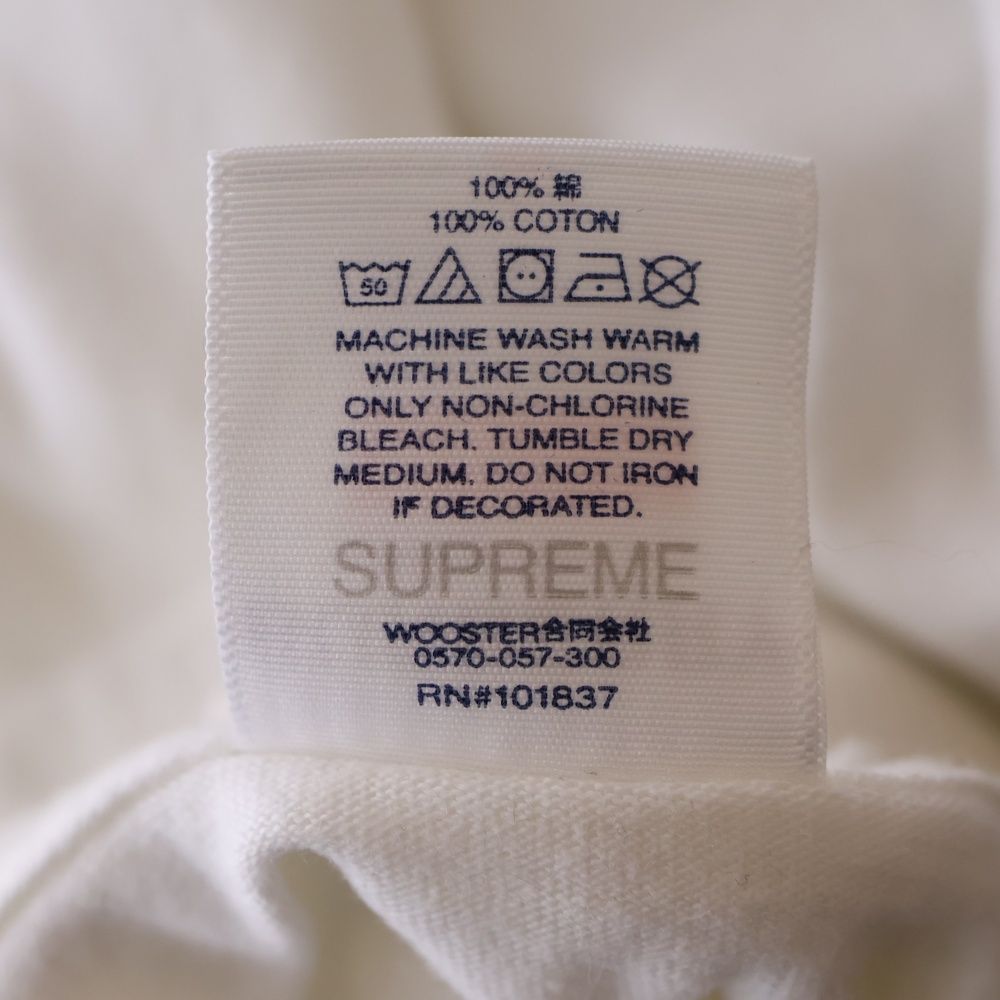 100% 綿
100% COTON
50
MACHINE WASH WARM
WITH LIKE COLORS
ONLY NON-CHLORINE
BLEACH. TUMBLE DRY
MEDIUM. DO NOT IRON
IF DECORATED.
SUPREME
WOOSTER合同会社
0570-057-300
RN#101837